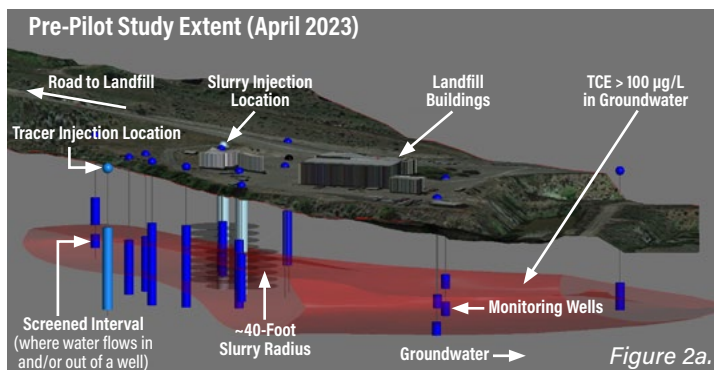 Pre-Pilot Study Extent (April 2023)
Road to Landfill
Slurry Injection
Location
Landfill
Buildings
TCE > 100 µg/L
in Groundwater
Tracer Injection Location
Screened Interval
(where water flows in
and/or out of a well)
~40-Foot
Slurry Radius
Monitoring Wells
Groundwater
Figure 2a.